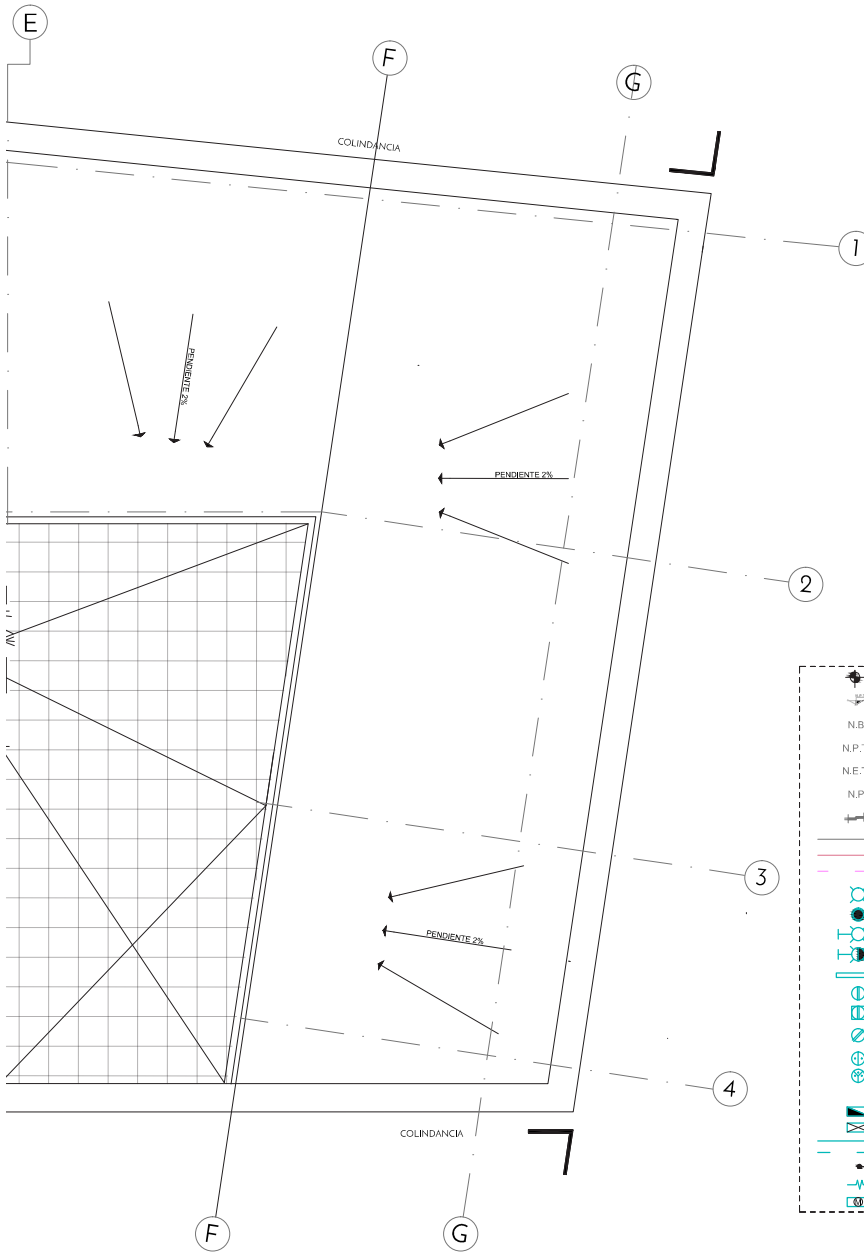 E
F
G
COLINDANCIA
1
PENDIENTE 2%
PENDIENTE 2%
2
N.B
N.P.T
N.E.T
N.P
3
PENDIENTE 2%
4
COLINDANCIA
M
F
G